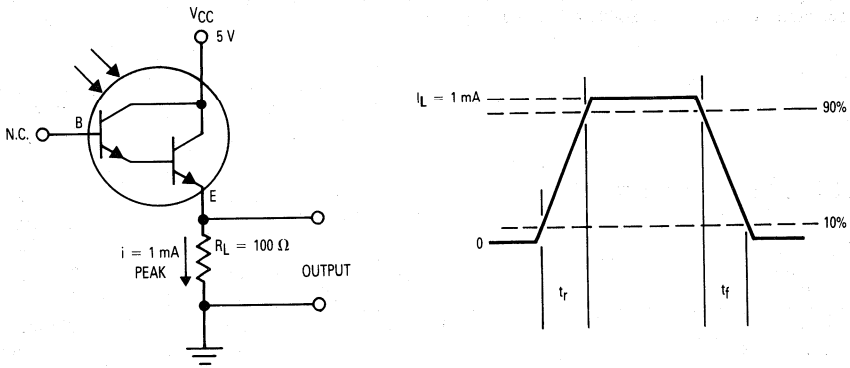 VCC
5 V
B
N.C.
E
i = 1 mA
PEAK
RL = 100 Ω
OUTPUT
IL = 1 mA
90%
10%
0
tr
tf